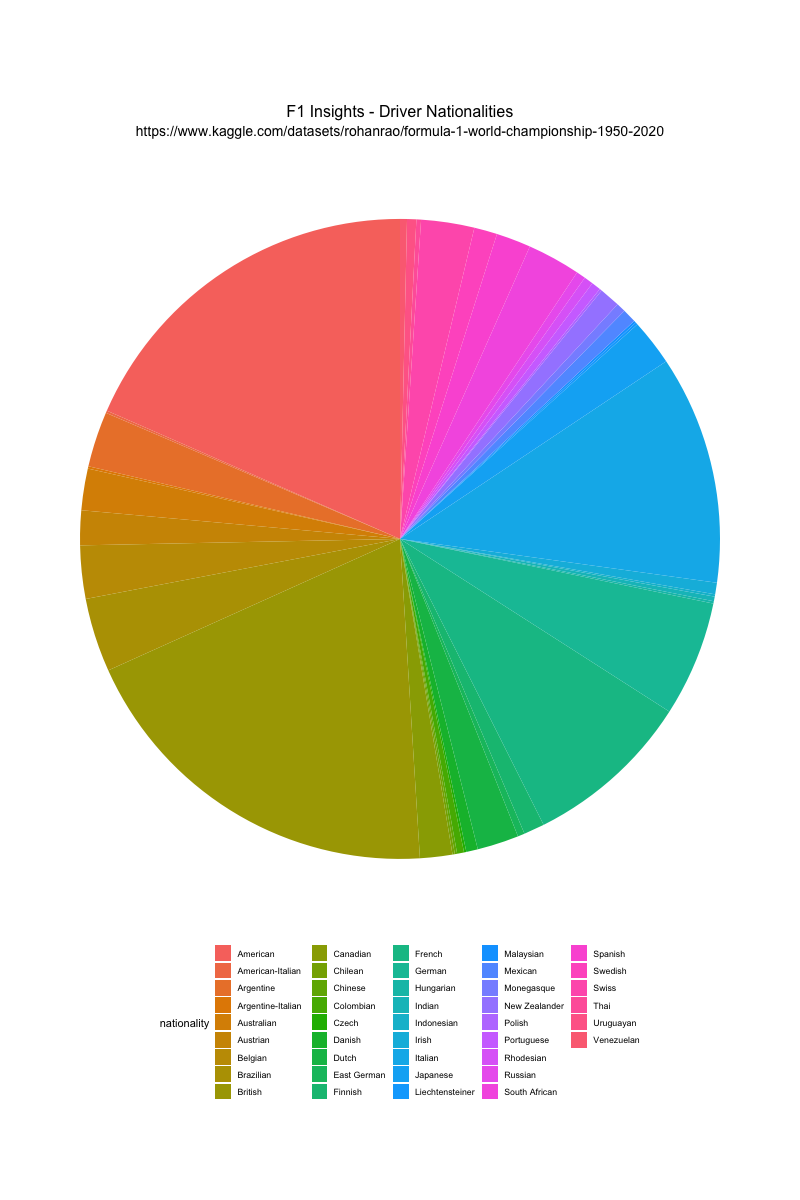 F1 Insights - Driver Nationalities
https://www.kaggle.com/datasets/rohanrao/formula-1-world-championship-1950-2020
nationality
American
American-Italian
Argentine
Argentine-Italian
Australian
Austrian
Belgian
Brazilian
British
Canadian
Chilean
Chinese
Colombian
Czech
Danish
Dutch
East German
Finnish
French
German
Hungarian
Indian
Indonesian
Irish
Italian
Japanese
Liechtensteiner
Malaysian
Mexican
Monegasque
New Zealander
Polish
Portuguese
Rhodesian
Russian
South African
Spanish
Swedish
Swiss
Thai
Uruguayan
Venezuelan